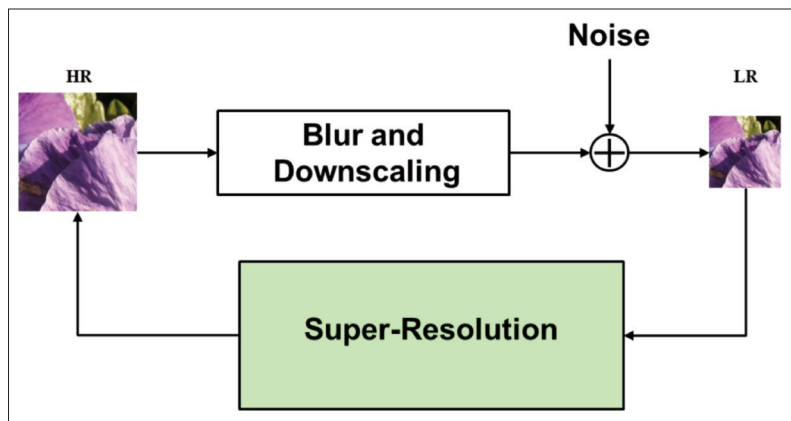 Noise
HR
LR
Blur and
Downscaling
Super-Resolution